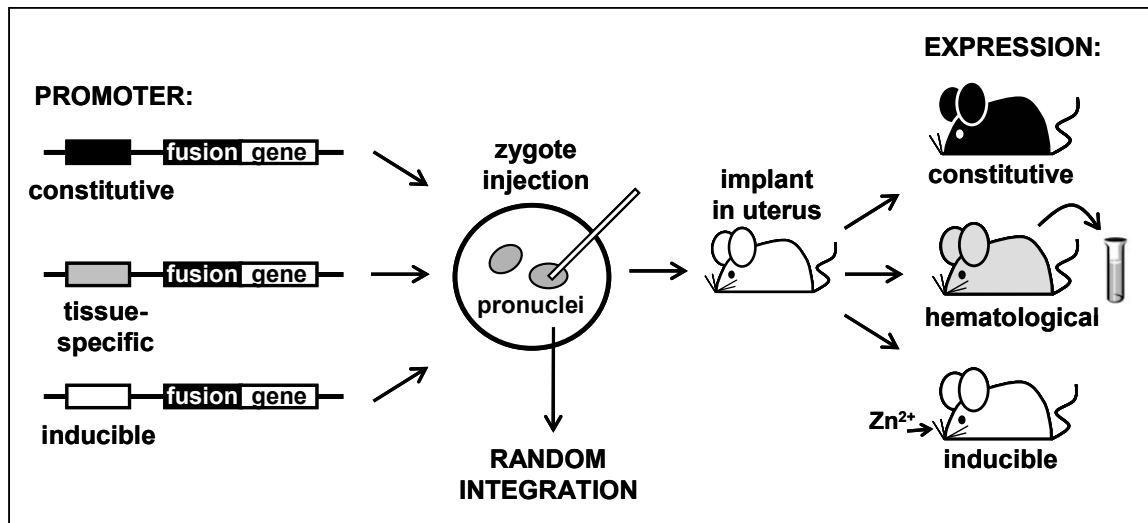 PROMOTER:
fusion gene
constitutive
fusion gene
tissue-
specific
fusion gene
inducible
zygote
injection
pronuclei
RANDOM
INTEGRATION
implant
in uterus
EXPRESSION:
constitutive
hematological
Zn²⁺
inducible